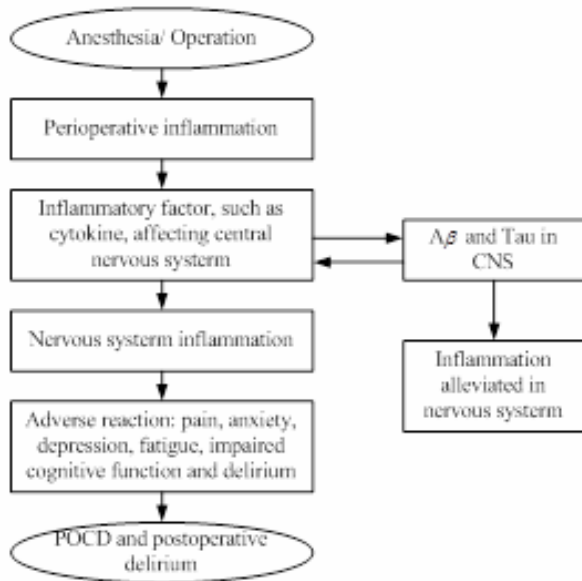 Anesthesia/ Operation
Perioperative inflammation
Inflammatory factor, such as
cytokine, affecting central
nervous systerm
Aβ and Tau in
CNS
Nervous systerm inflammation
Inflammation
alleviated in
nervous systerm
Adverse reaction: pain, anxiety,
depression, fatigue, impaired
cognitive function and delirium
POCD and postoperative
delirium